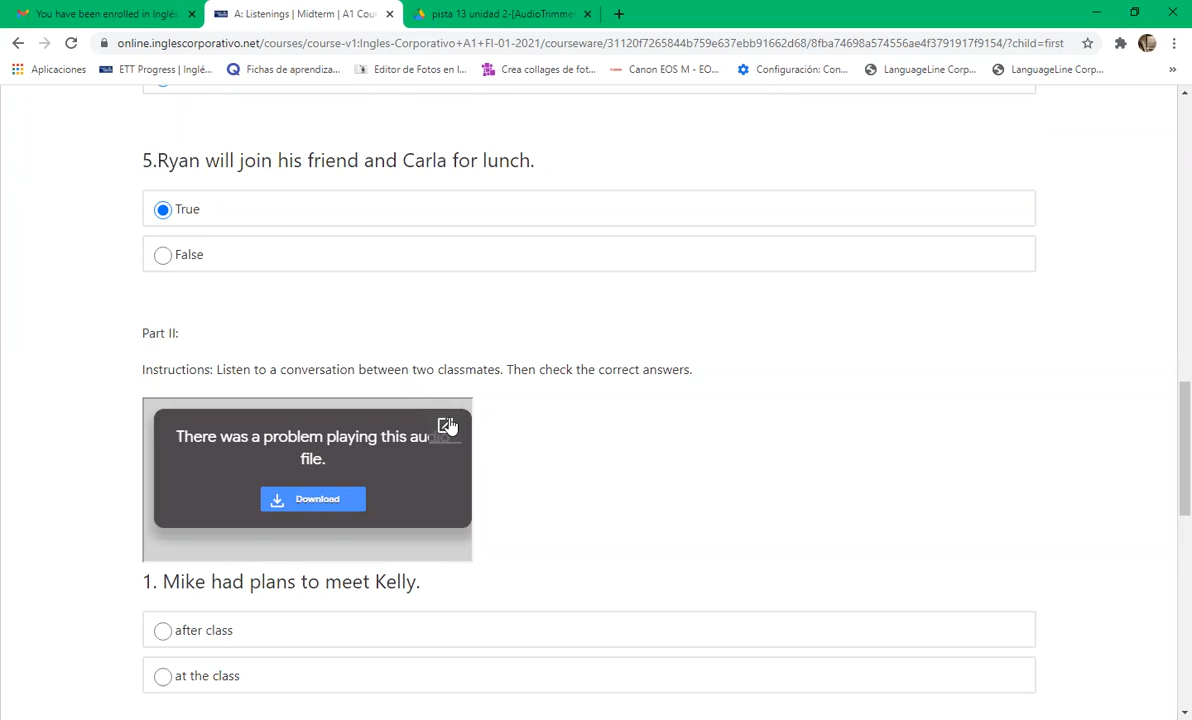 You have been enrolled in Inglés
A: Listenings | Midterm | A1 Cou
pista 13 unidad 2-[AudioTrimme
online.inglescorporativo.net/courses/course-v1:Ingles-Corporativo+A1+FI-01-2021/courseware/31120f7265844b759e637ebb91662d68/8fba74698a574556ae4f3791917f9154/?child=first
Aplicaciones
ETT Progress | Inglé...
Fichas de aprendiza...
Editor de Fotos en l...
Crea collages de fot...
Canon EOS M - EO...
Configuración: Con...
LanguageLine Corp...
LanguageLine Corp...
5.Ryan will join his friend and Carla for lunch.
True
False
Part II:
Instructions: Listen to a conversation between two classmates. Then check the correct answers.
There was a problem playing this audio
file.
Download
1. Mike had plans to meet Kelly.
after class
at the class